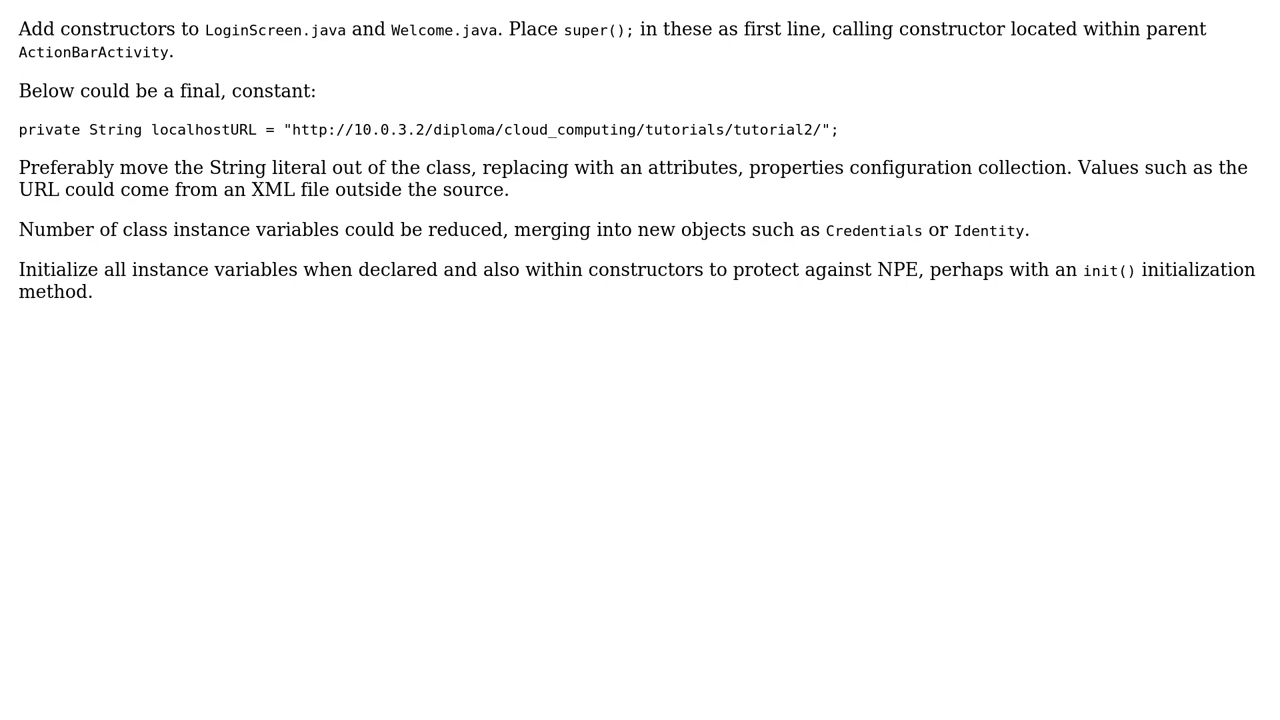 Add constructors to LoginScreen.java and Welcome.java. Place super(); in these as first line, calling constructor located within parent
ActionBarActivity.
Below could be a final, constant:
private String localhostURL = "http://10.0.3.2/diploma/cloud_computing/tutorials/tutorial2/";
Preferably move the String literal out of the class, replacing with an attributes, properties configuration collection. Values such as the
URL could come from an XML file outside the source.
Number of class instance variables could be reduced, merging into new objects such as Credentials or Identity.
Initialize all instance variables when declared and also within constructors to protect against NPE, perhaps with an init() initialization
method.